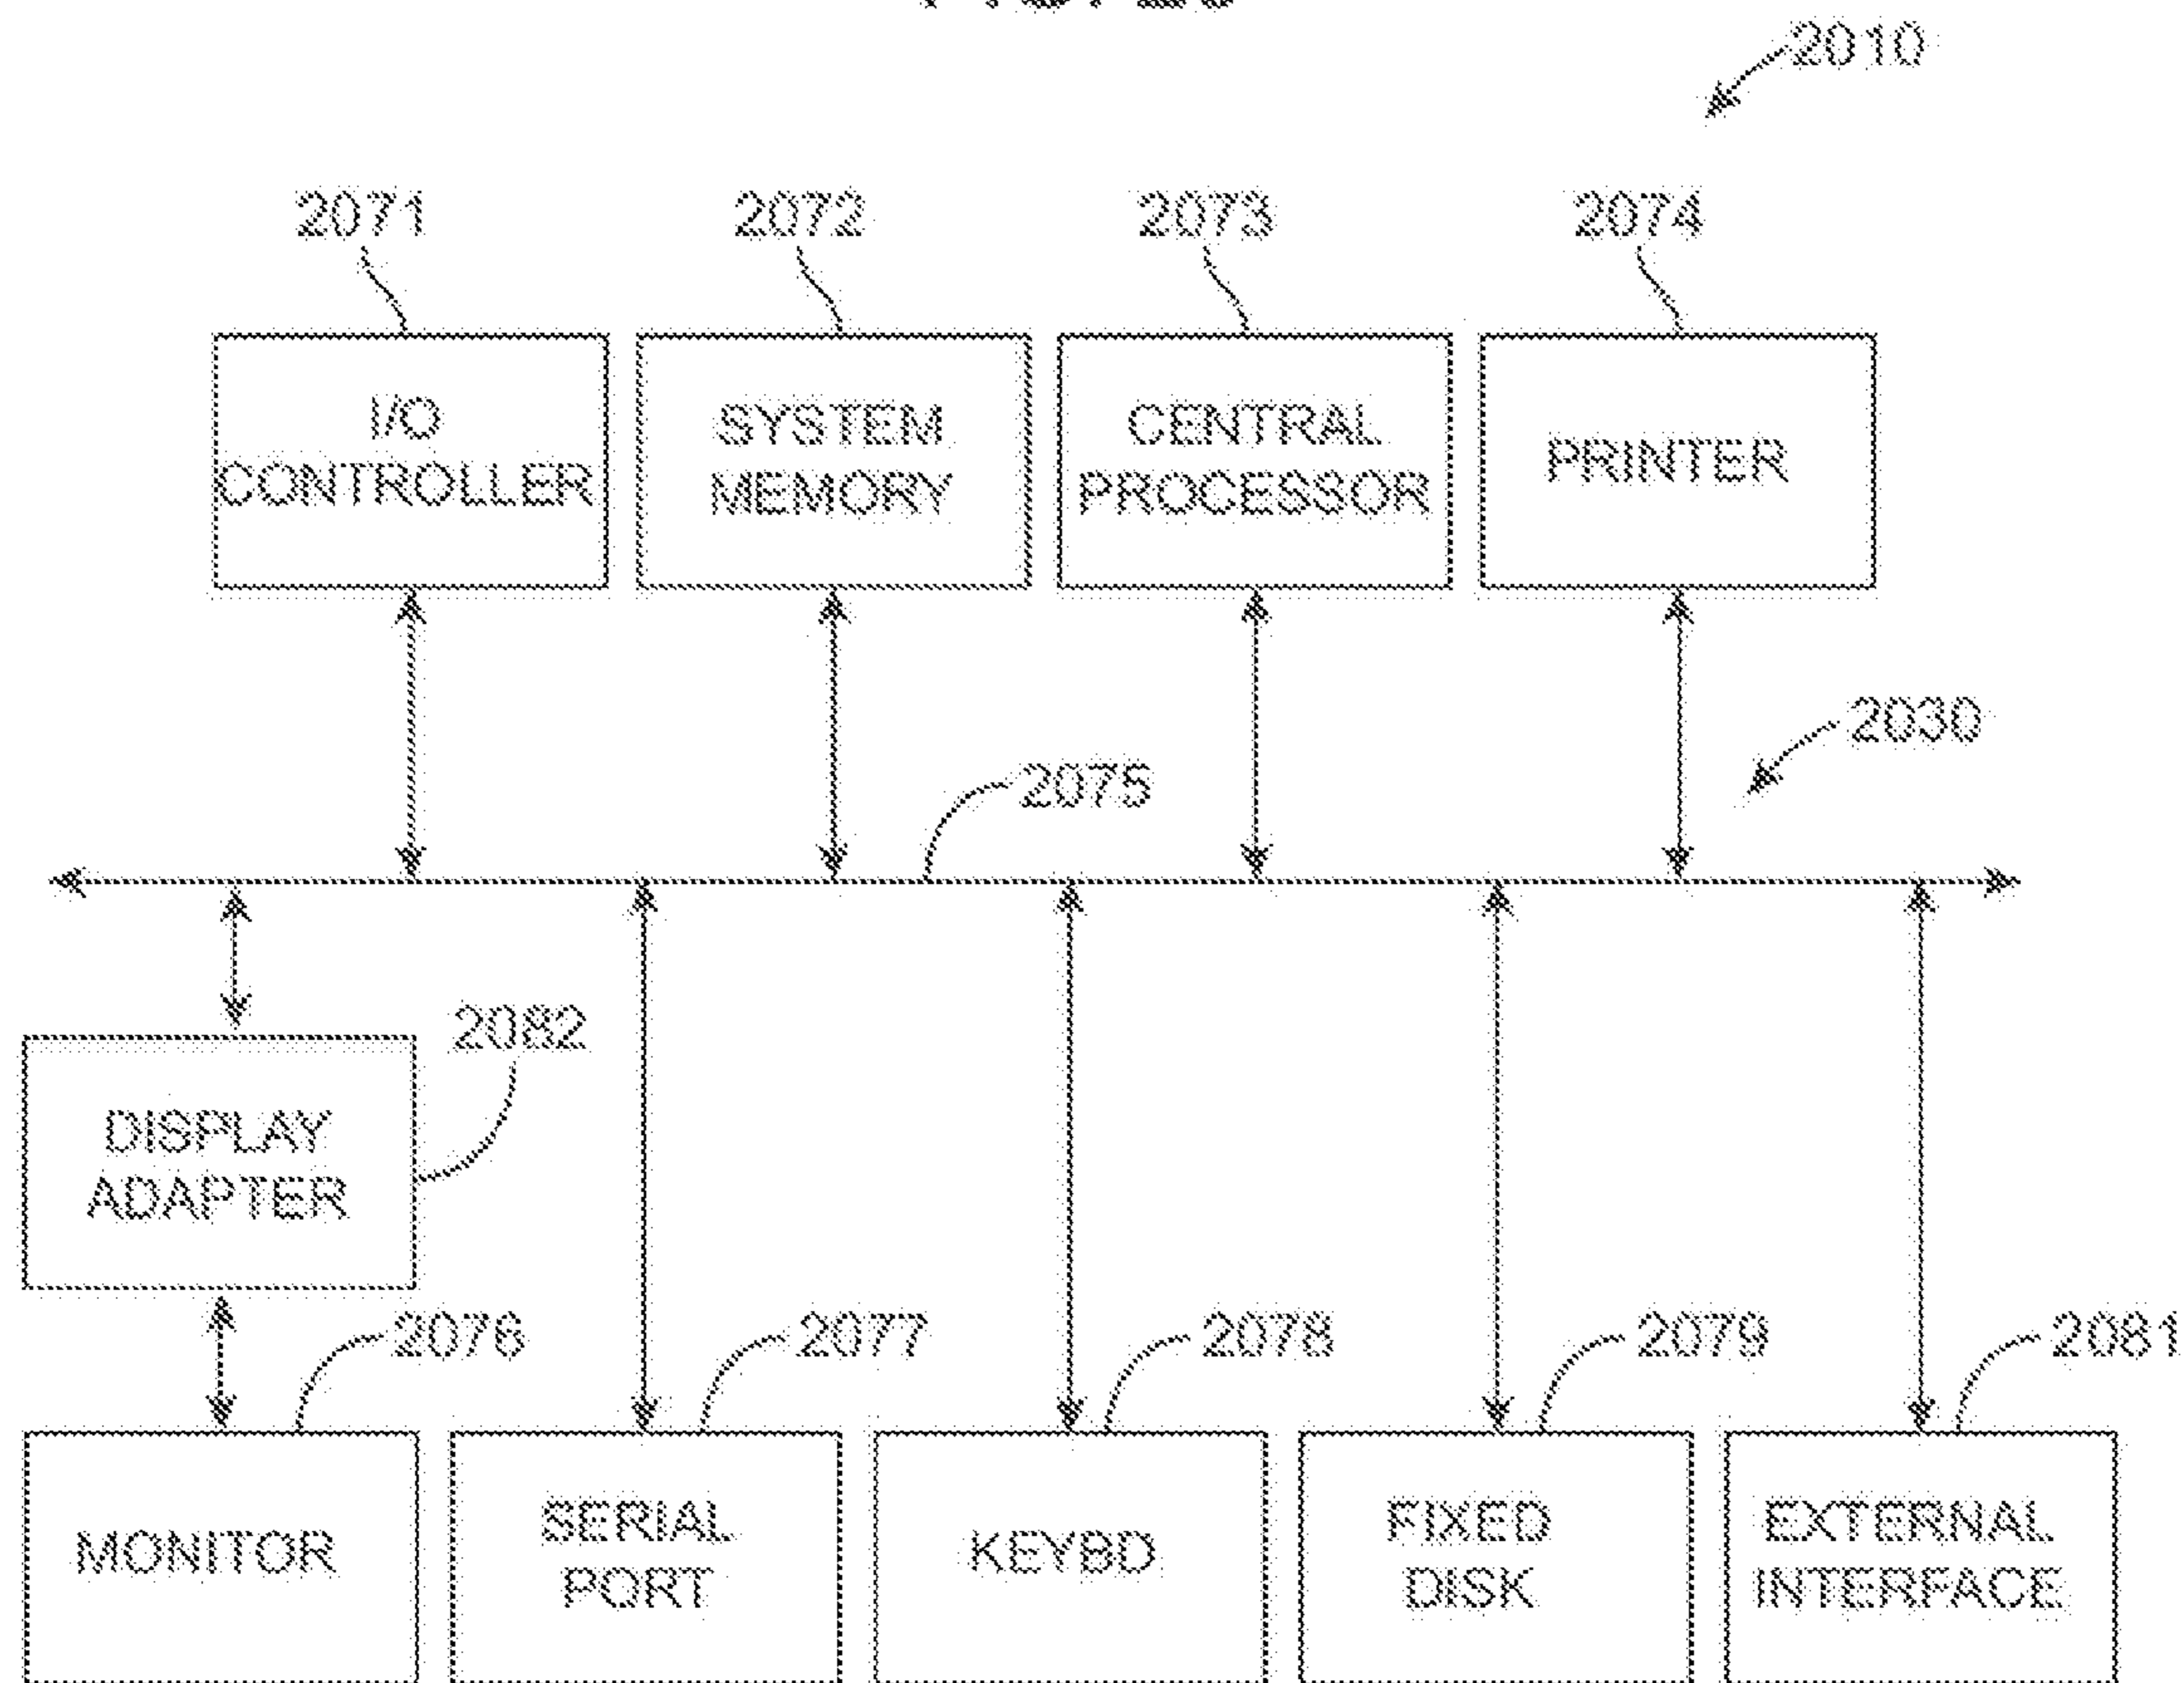 2010
2071
2072
2073
2074
I/O
CONTROLLER
SYSTEM
MEMORY
CENTRAL
PROCESSOR
PRINTER
2030
2075
2082
DISPLAY
ADAPTER
2076
2077
2078
2079
2081
MONITOR
SERIAL
PORT
KEYBD
FIXED
DISK
EXTERNAL
INTERFACE